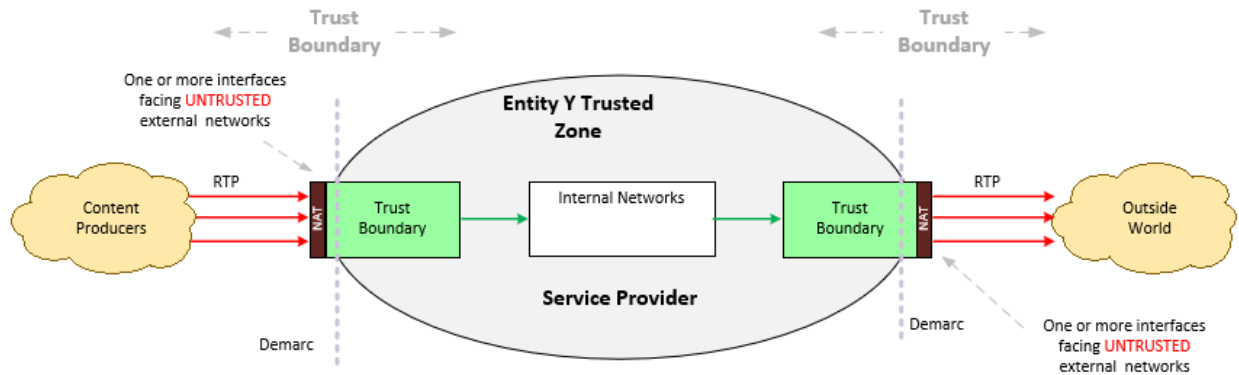 Trust
Boundary
Trust
Boundary
One or more interfaces
facing UNTRUSTED
external networks
Entity Y Trusted
Zone
RTP
Content
Producers
NAT
Trust
Boundary
Internal Networks
Trust
Boundary
NAT
RTP
Outside
World
Service Provider
Demarc
Demarc
One or more interfaces
facing UNTRUSTED
external networks